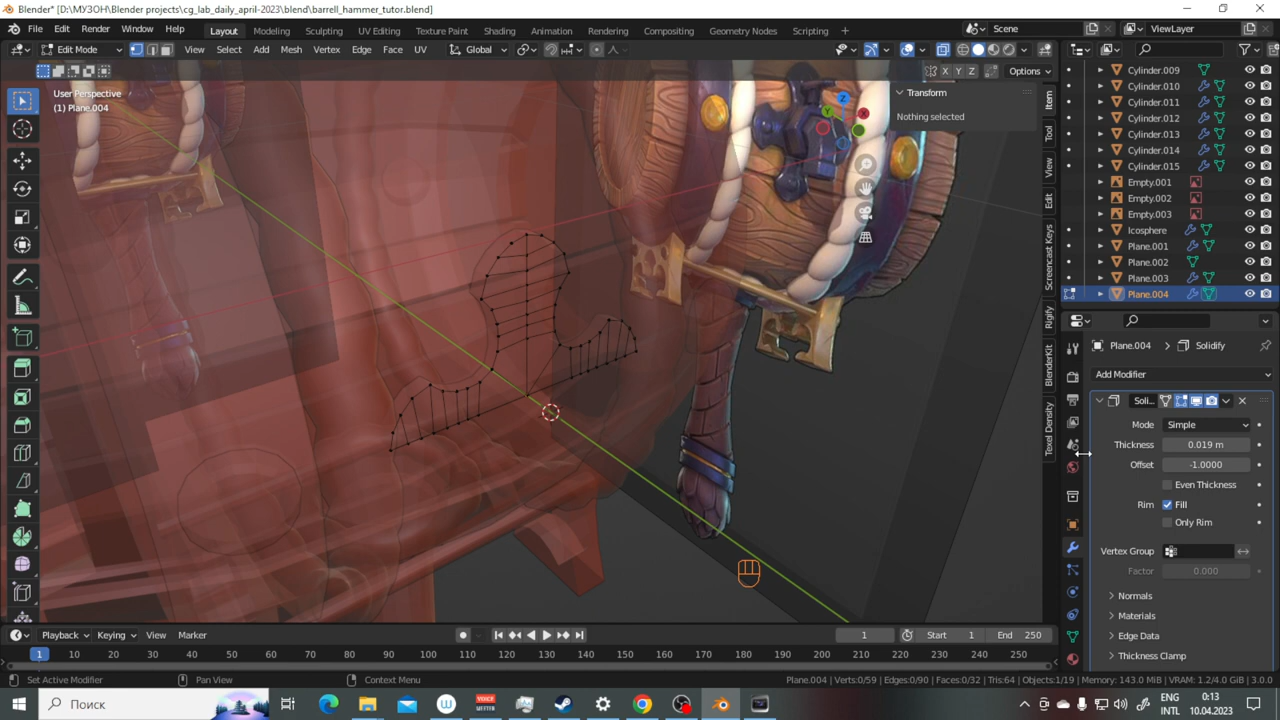 Blender* [D:\МУЗОН\projects\cg_lab_daily_april-2023\blend\barrell_hammer_tutor.blend]
File Edit Render Window Help Layout Modeling Sculpting UV Editing Texture Paint Shading Animation Rendering Compositing Geometry Nodes Scripting + Scene ViewLayer
Edit Mode View Select Add Mesh Vertex Edge Face UV Global
X Y Z Options
User Perspective
(1) Plane.004
Transform
Nothing selected
Z
Y
X
Item
Tool
View
Edit
Screencast Keys
Rigify
BlenderKit
Texel Density
Cylinder.009
Cylinder.010
Cylinder.011
Cylinder.012
Cylinder.013
Cylinder.014
Cylinder.015
Empty.001
Empty.002
Empty.003
Icosphere
Plane.001
Plane.002
Plane.003
Plane.004
Plane.004 > Solidify
Add Modifier
Soli...
Mode Simple
Thickness 0.019 m
Offset -1.0000
Even Thickness
Rim Fill
Only Rim
Vertex Group
Factor 0.000
Normals
Materials
Edge Data
Thickness Clamp
Playback Keying View Marker 1 Start 1 End 250
1 10 20 30 40 50 60 70 80 90 100 110 120 130 140 150 160 170 180 190 200 210 220 230 240 250
Set Active Modifier Pan View Context Menu Plane.004 | Verts:0/59 | Edges:0/90 | Faces:0/32 | Tris:64 | Objects:1/19 | Memory: 143.0 MiB | VRAM: 1.2/4.0 GiB | 3.0.0
Поиск
VOICE
ENG
INTL
0:13
10.04.2023